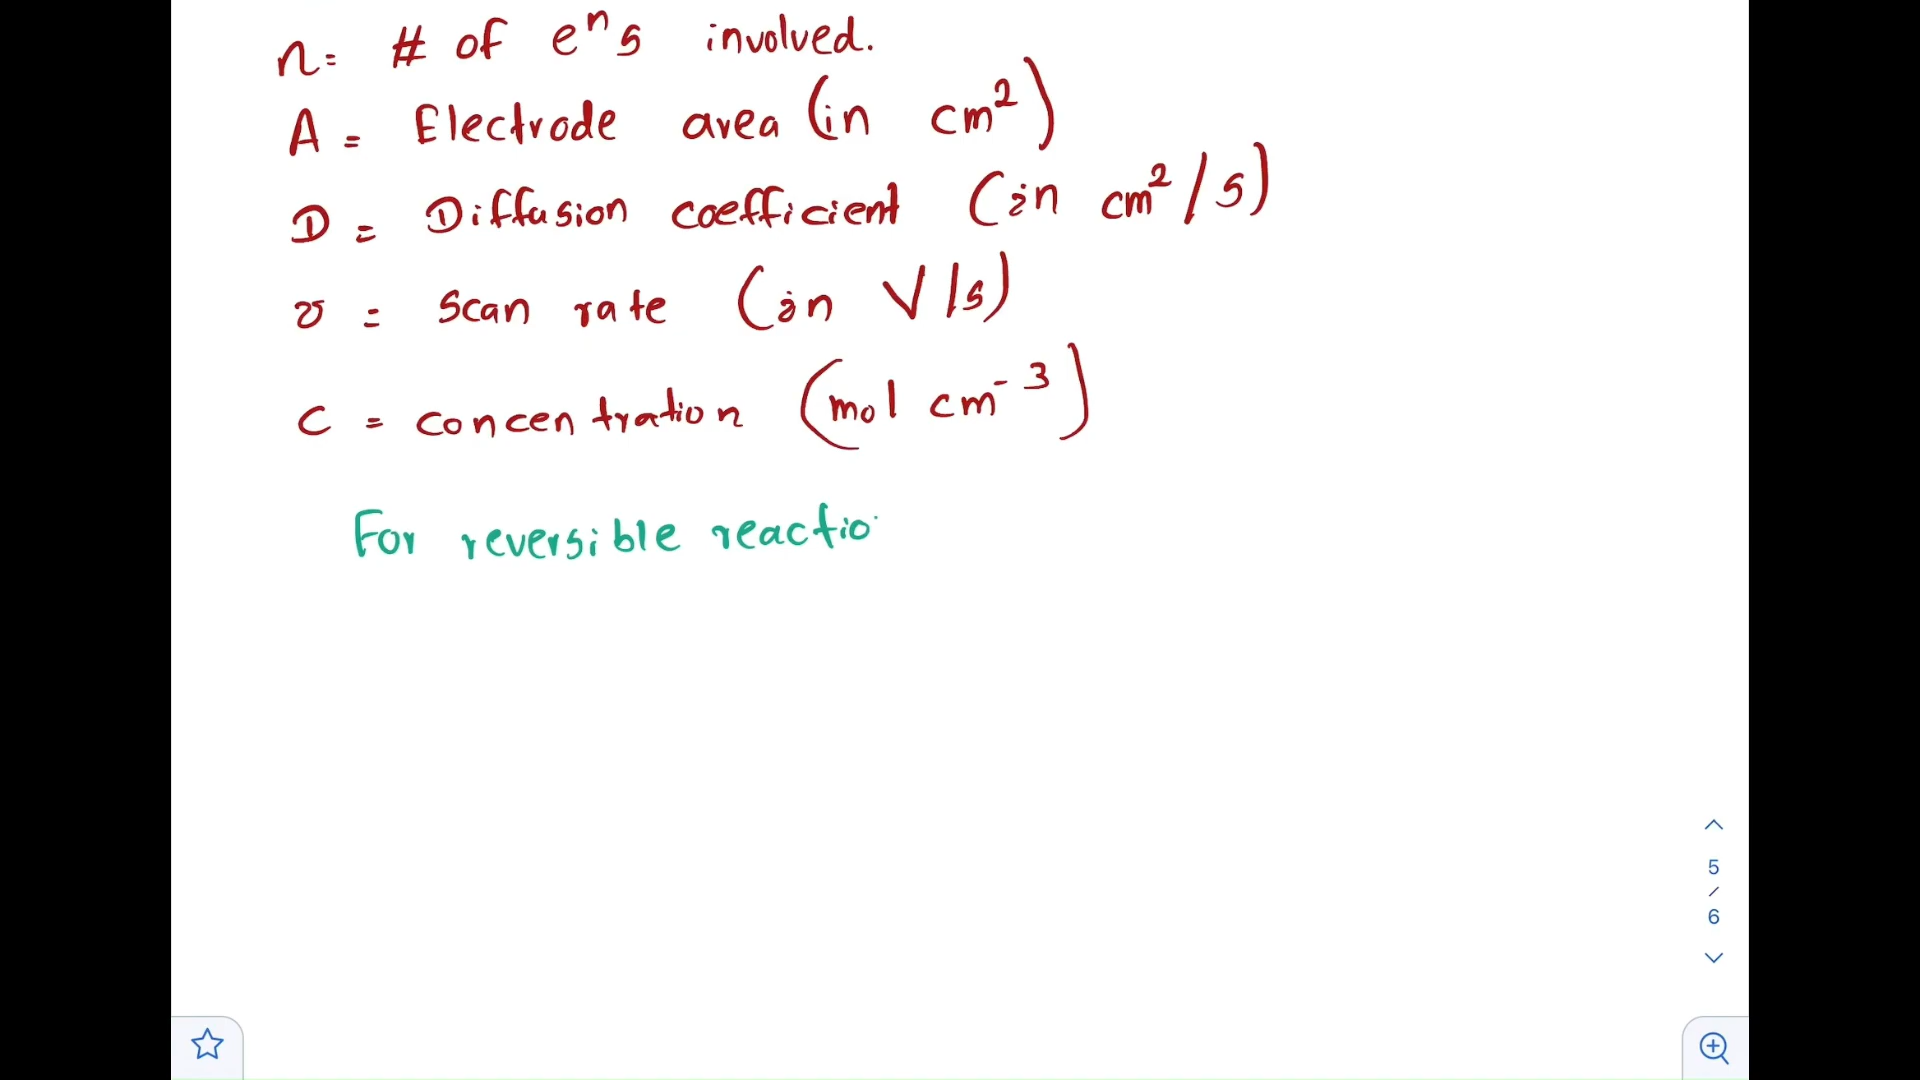 n = # of eⁿs involved.
A = Electrode area (in cm²)
D = Diffusion coefficient (in cm²/s)
v = Scan rate (in V/s)
C = concentration (mol cm⁻³)
For reversible reactio
5
/
6